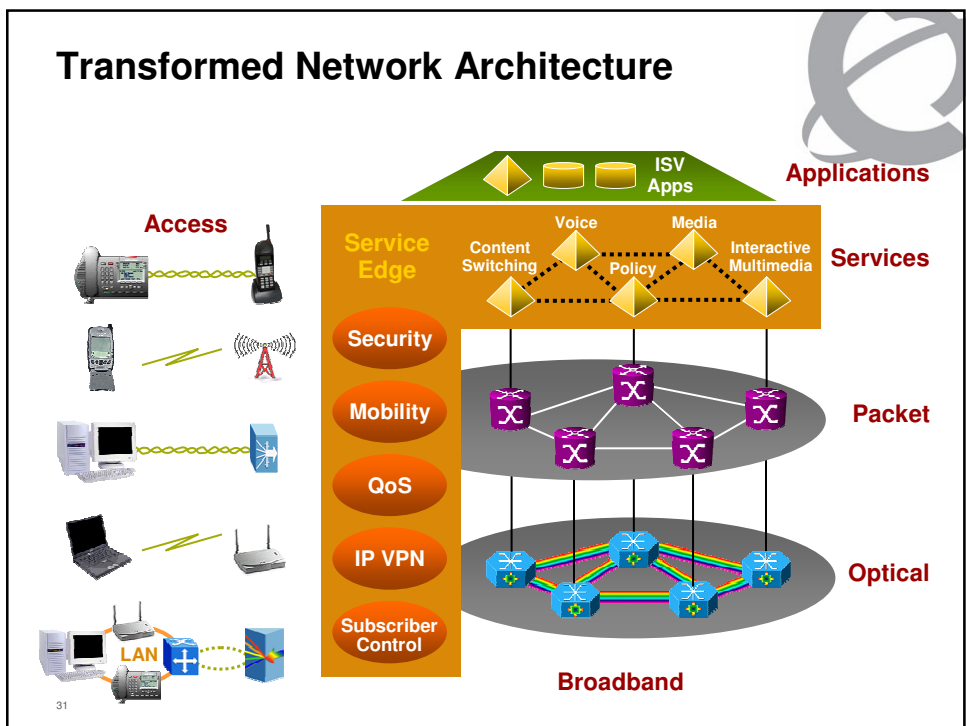 Transformed Network Architecture
ISV
Apps
Applications
Access
Service
Edge
Voice
Media
Content
Switching
Policy
Interactive
Multimedia
Services
Security
Mobility
Packet
QoS
IP VPN
Optical
Subscriber
Control
LAN
Broadband
31